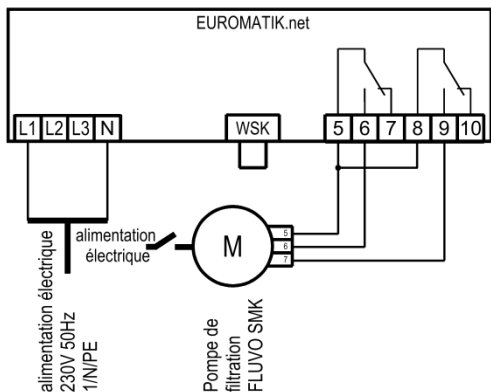 EUROMATIK.net
L1 L2 L3 N
WSK
5 6 7 8 9 10
alimentation
électrique
M
5
6
7
alimentation électrique
230V 50Hz
1/N/PE
Pompe de
filtration
FLUVO SMK